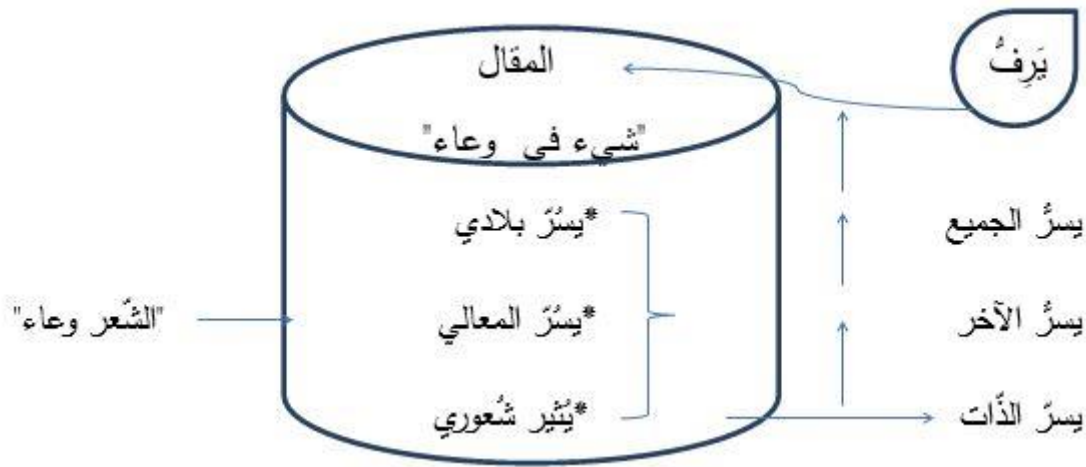 يَرِفُّ
المقال
"شيء في وعاء"
*يسُرّ بلادي
*يسُرّ المعالي
*يُثير شُعوري
يسرُّ الجميع
يسرُّ الآخر
يسرّ الذّات
"الشّعر وعاء"